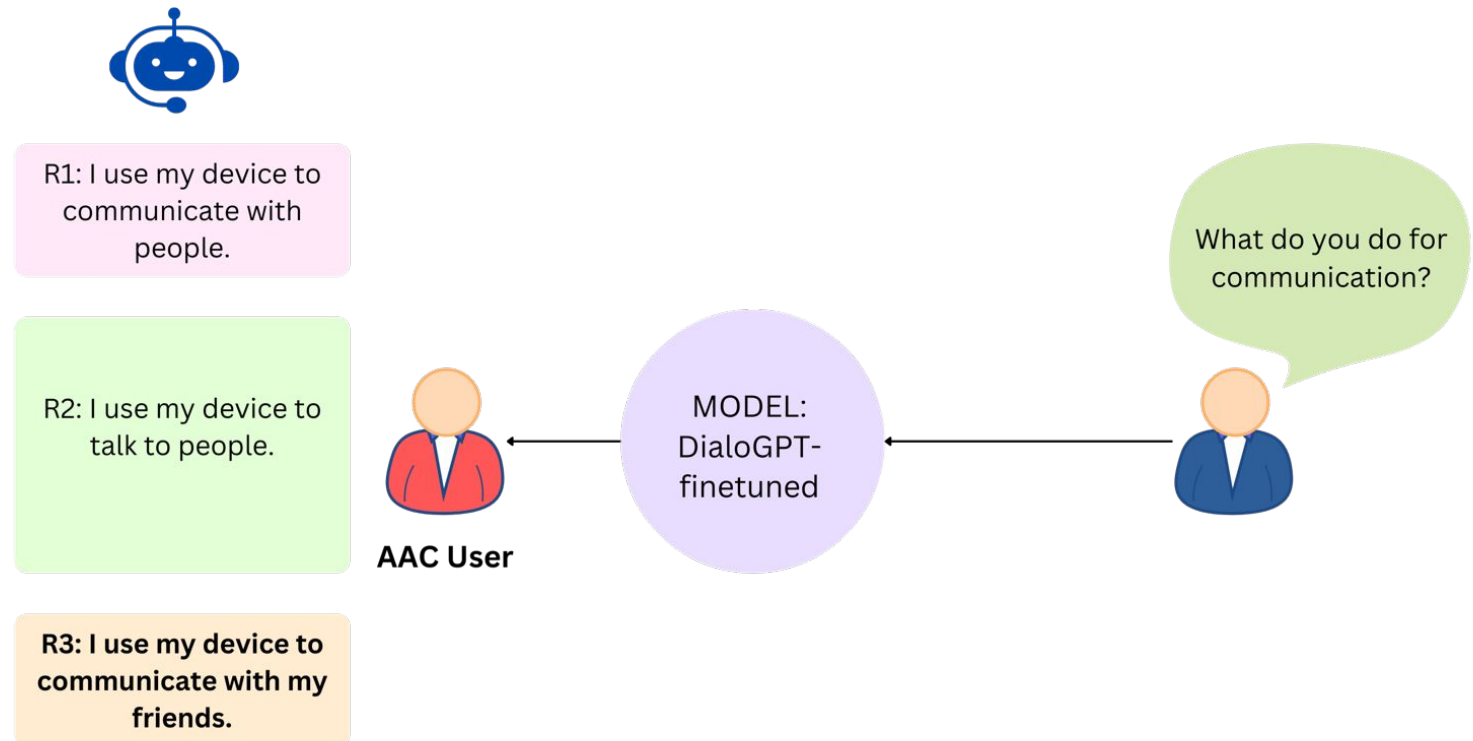 R1: I use my device to
communicate with
people.
R2: I use my device to
talk to people.
R3: I use my device to
communicate with my
friends.
AAC User
MODEL:
DialoGPT-
finetuned
What do you do for
communication?